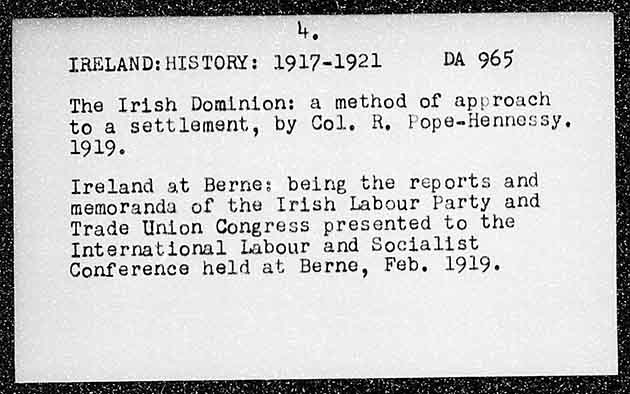 4.
IRELAND:HISTORY: 1917-1921 DA 965
The Irish Dominion: a method of approach
to a settlement, by Col. R. Pope-Hennessy.
1919.
Ireland at Berne: being the reports and
memoranda of the Irish Labour Party and
Trade Union Congress presented to the
International Labour and Socialist
Conference held at Berne, Feb. 1919.